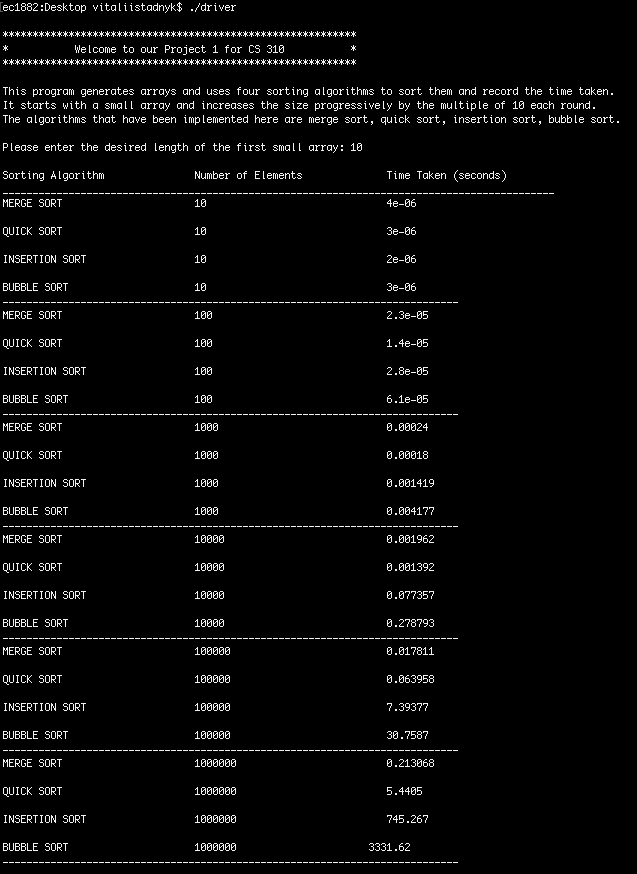 [ec1882:Desktop vitaliistadnyk$ ./driver
***********************************************************
*           Welcome to our Project 1 for CS 310           *
***********************************************************
This program generates arrays and uses four sorting algorithms to sort them and record the time taken.
It starts with a small array and increases the size progressively by the multiple of 10 each round.
The algorithms that have been implemented here are merge sort, quick sort, insertion sort, bubble sort.
Please enter the desired length of the first small array: 10
Sorting Algorithm               Number of Elements              Time Taken (seconds)
____________________________________________________________________________________________
MERGE SORT                      10                              4e-06
QUICK SORT                      10                              3e-06
INSERTION SORT                  10                              2e-06
BUBBLE SORT                     10                              3e-06
----------------------------------------------------------------------------
MERGE SORT                      100                             2.3e-05
QUICK SORT                      100                             1.4e-05
INSERTION SORT                  100                             2.8e-05
BUBBLE SORT                     100                             6.1e-05
----------------------------------------------------------------------------
MERGE SORT                      1000                            0.00024
QUICK SORT                      1000                            0.00018
INSERTION SORT                  1000                            0.001419
BUBBLE SORT                     1000                            0.004177
----------------------------------------------------------------------------
MERGE SORT                      10000                           0.001962
QUICK SORT                      10000                           0.001392
INSERTION SORT                  10000                           0.077357
BUBBLE SORT                     10000                           0.278793
----------------------------------------------------------------------------
MERGE SORT                      100000                          0.017811
QUICK SORT                      100000                          0.063958
INSERTION SORT                  100000                          7.39377
BUBBLE SORT                     100000                          30.7587
----------------------------------------------------------------------------
MERGE SORT                      1000000                         0.213068
QUICK SORT                      1000000                         5.4405
INSERTION SORT                  1000000                         745.267
BUBBLE SORT                     1000000                      3331.62
----------------------------------------------------------------------------